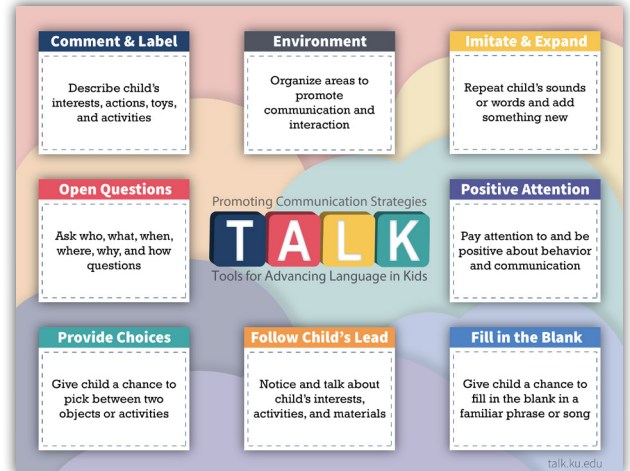 Comment & Label
Describe child's
interests, actions, toys,
and activities
Environment
Organize areas to
promote
communication and
interaction
Imitate & Expand
Repeat child's sounds
or words and add
something new
Open Questions
Ask who, what, when,
where, why, and how
questions
Promoting Communication Strategies
TALK
Tools for Advancing Language in Kids
Positive Attention
Pay attention to and be
positive about behavior
and communication
Provide Choices
Give child a chance to
pick between two
objects or activities
Follow Child's Lead
Notice and talk about
child's interests,
activities, and materials
Fill in the Blank
Give child a chance to
fill in the blank in a
familiar phrase or song
talk.ku.edu